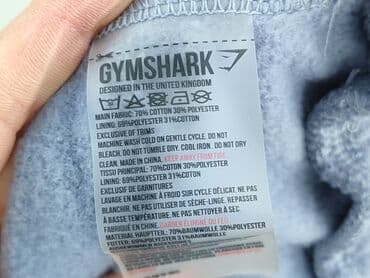 GYMSHARK
DESIGNED IN THE UNITED KINGDOM
MAIN FABRIC: 70% COTTON 30% POLYESTER
LINING: 69%POLYESTER 31%COTTON
EXCLUSIVE OF TRIMS
MACHINE WASH COLD ON GENTLE CYCLE. DO NOT
BLEACH. DO NOT TUMBLE DRY. COOL IRON. DO NOT DRY
CLEAN. MADE IN CHINA. KEEP AWAY FROM FIRE.
TISSU PRINCIPAL: 70%COTON 30%POLYESTER
LINING: 69%POLYESTER 31%COTON
EXCLUSIF DE GARNITURES
LAVAGE EN MACHINE À FROID SUR CYCLE DÉLICAT. NE PAS
BLANCHIR. NE PAS UTILISER DE SÈCHE-LINGE. REPASSER
À BASSE TEMPÉRATURE. NE PAS NETTOYER À SEC
FABRIQUÉ EN CHINE. GARDER ÉLOIGNÉ DU FEU
MATERIAL HAUPTTEIL: 70%BAUMWOLLE 30%POLYESTER
FUTTER: 69%POLYESTER 31%BAUMWOLLE